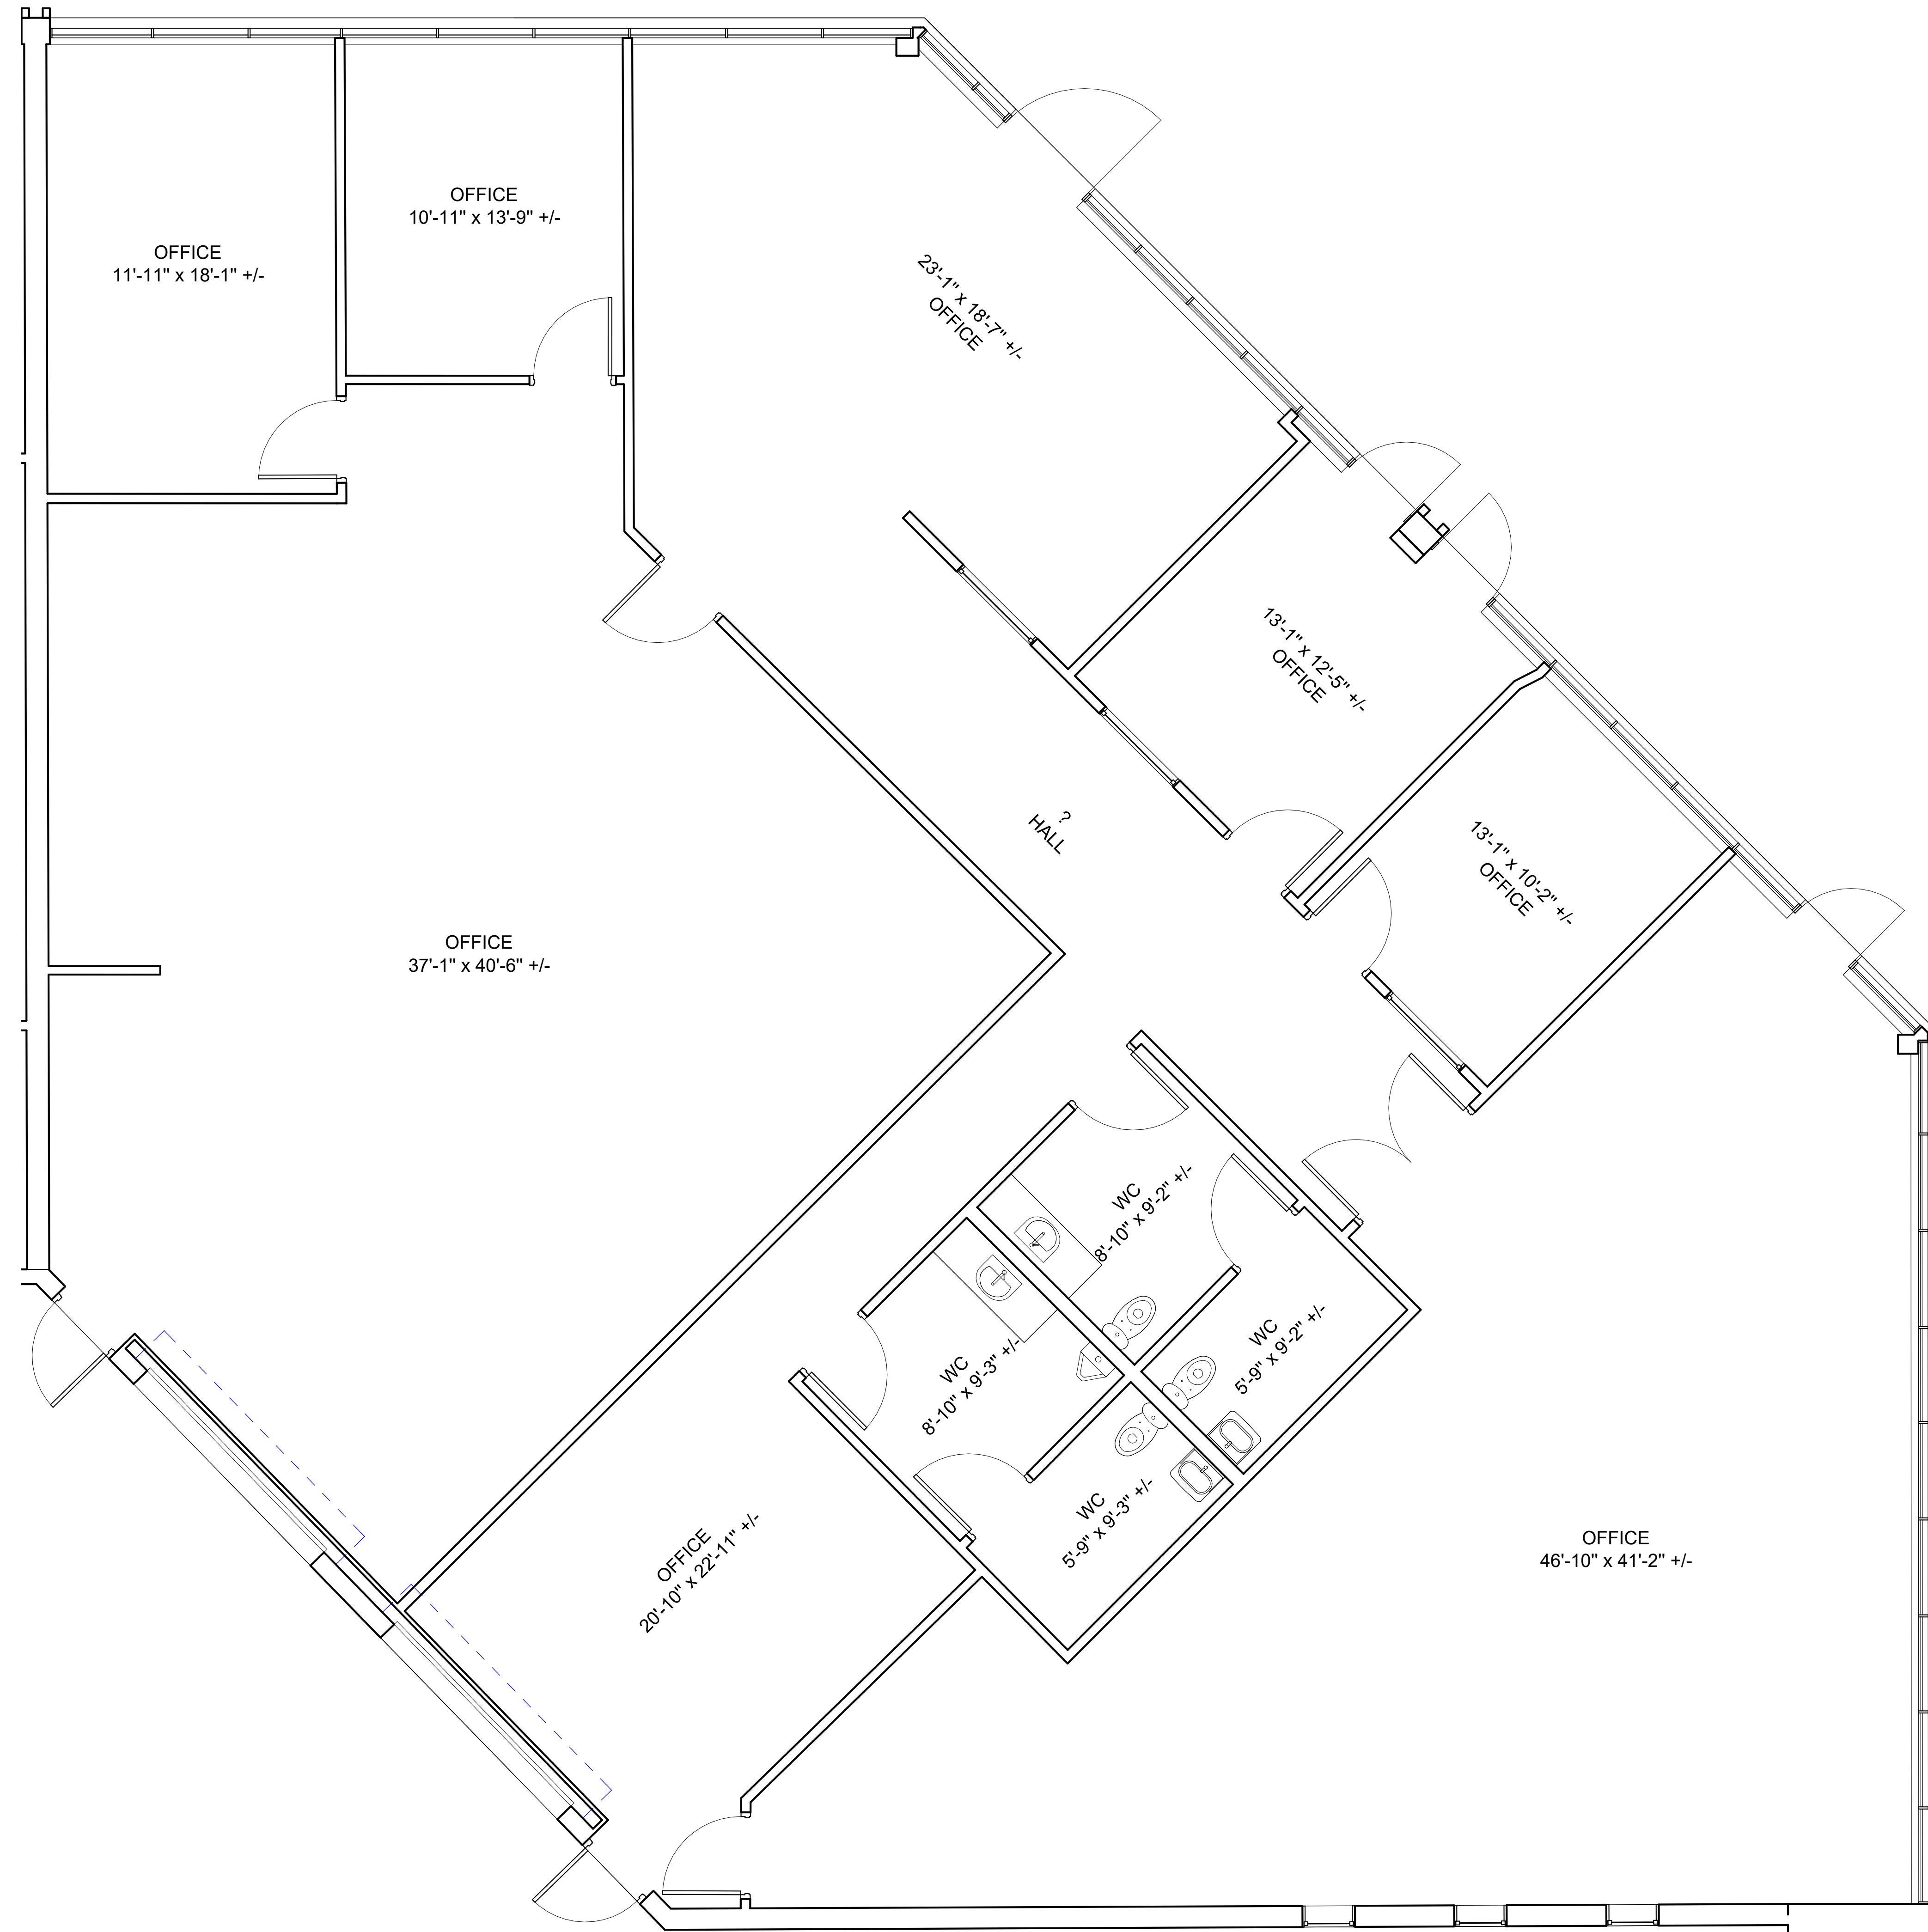 OFFICE
10'-11" x 13'-9" +/-
OFFICE
11'-11" x 18'-1" +/-
23'-1" x 18'-7" +/-
OFFICE
13'-1" x 12'-5" +/-
OFFICE
?
HALL
13'-1" x 10'-2" +/-
OFFICE
OFFICE
37'-1" x 40'-6" +/-
WC
8'-10" x 9'-2" +/-
WC
5'-9" x 9'-2" +/-
WC
8'-10" x 9'-3" +/-
WC
5'-9" x 9'-3" +/-
OFFICE
20'-10" x 22'-11" +/-
OFFICE
46'-10" x 41'-2" +/-